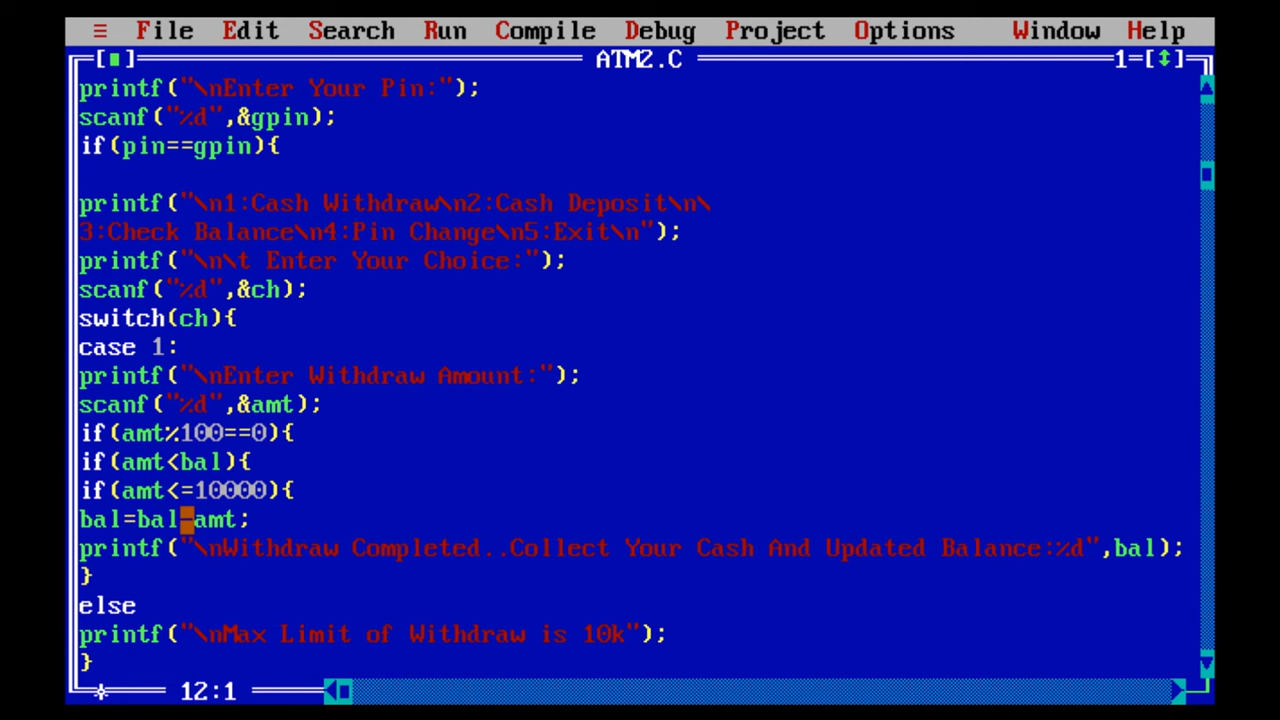 ≡ File Edit Search Run Compile Debug Project Options Window Help
[■] ATM2.C 1=[↕]
printf("\nEnter Your Pin:");
scanf("%d",&gpin);
if(pin==gpin){
printf("\n1:Cash Withdraw\n2:Cash Deposit\n\
3:Check Balance\n4:Pin Change\n5:Exit\n");
printf("\n\t Enter Your Choice:");
scanf("%d",&ch);
switch(ch){
case 1:
printf("\nEnter Withdraw Amount:");
scanf("%d",&amt);
if(amt%100==0){
if(amt<bal){
if(amt<=10000){
bal=bal-amt;
printf("\nWithdraw Completed..Collect Your Cash And Updated Balance:%d",bal);
}
else
printf("\nMax Limit of Withdraw is 10k");
}
12:1